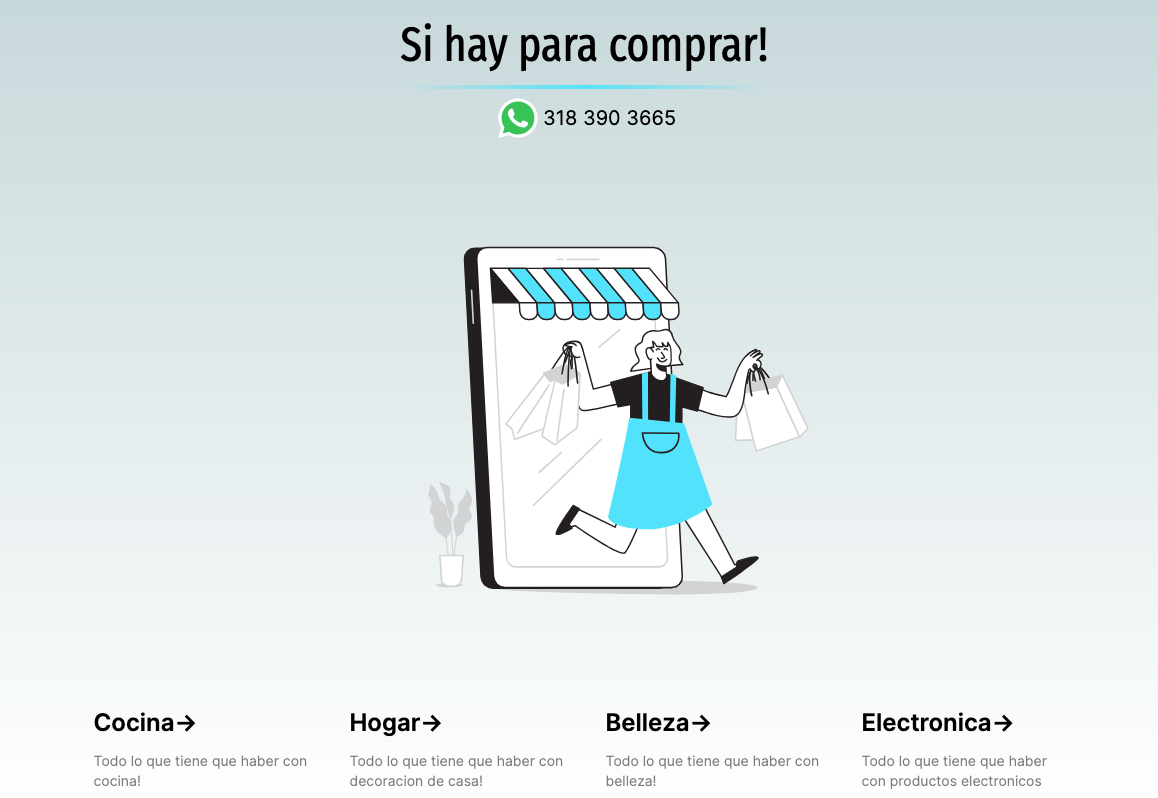 Si hay para comprar!
318 390 3665
Cocina→
Todo lo que tiene que haber con
cocina!
Hogar→
Todo lo que tiene que haber con
decoracion de casa!
Belleza→
Todo lo que tiene que haber con
belleza!
Electronica→
Todo lo que tiene que haber
con productos electronicos